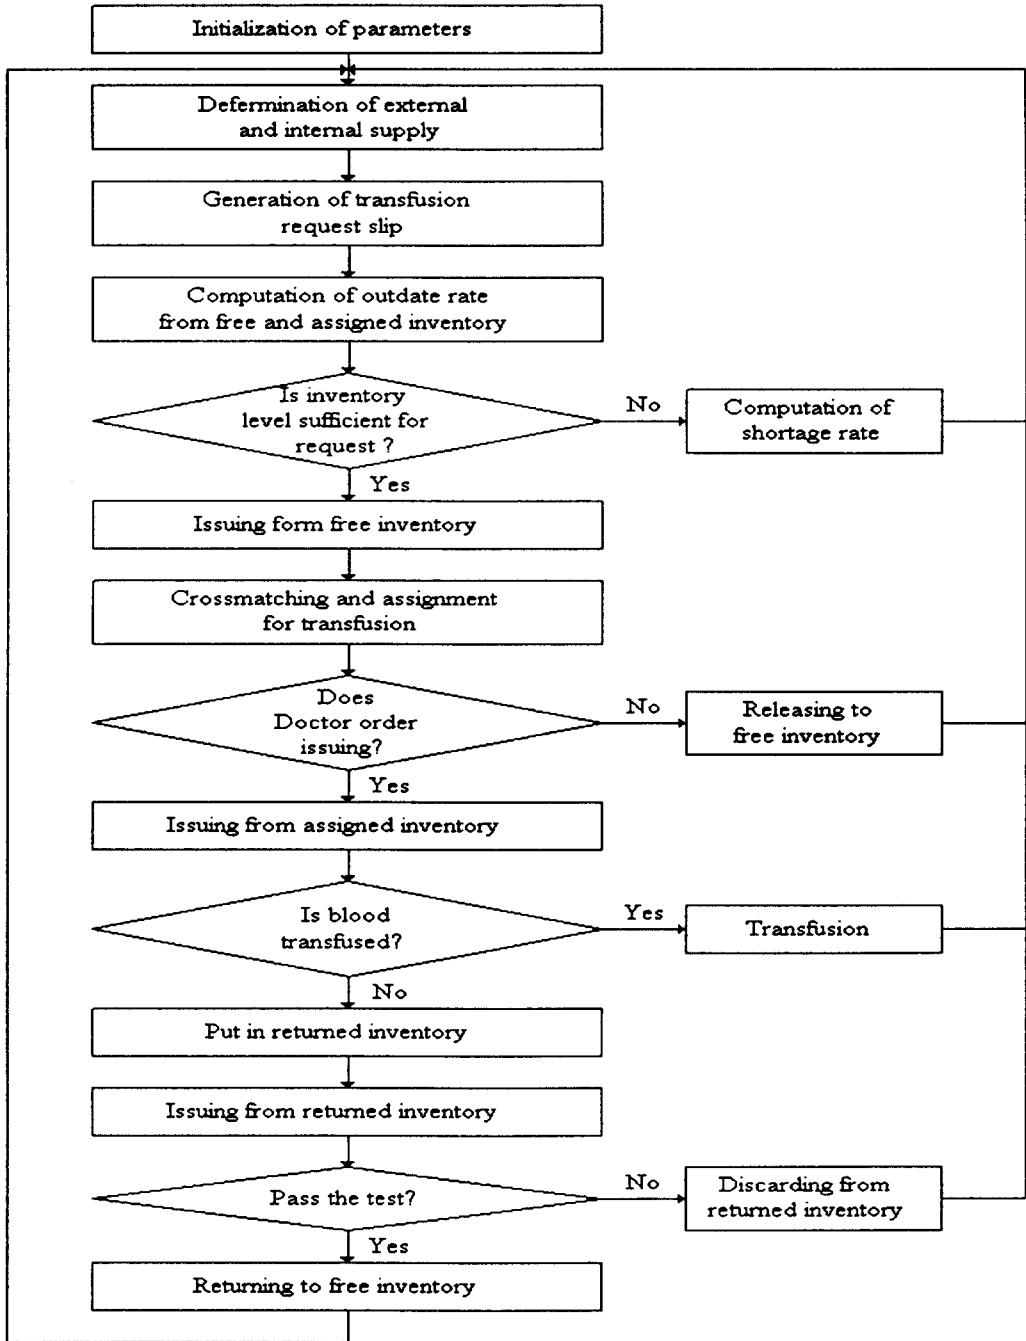 Initialization of parameters
Defermination of external
and internal supply
Generation of transfusion
request slip
Computation of outdate rate
from free and assigned inventory
Is inventory
level sufficient for
request ?
No
Computation of
shortage rate
Yes
Issuing form free inventory
Crossmatching and assignment
for transfusion
Does
Doctor order
issuing?
No
Releasing to
free inventory
Yes
Issuing from assigned inventory
Is blood
transfused?
Yes
Transfusion
No
Put in returned inventory
Issuing from returned inventory
Pass the test?
No
Discarding from
returned inventory
Yes
Returning to free inventory